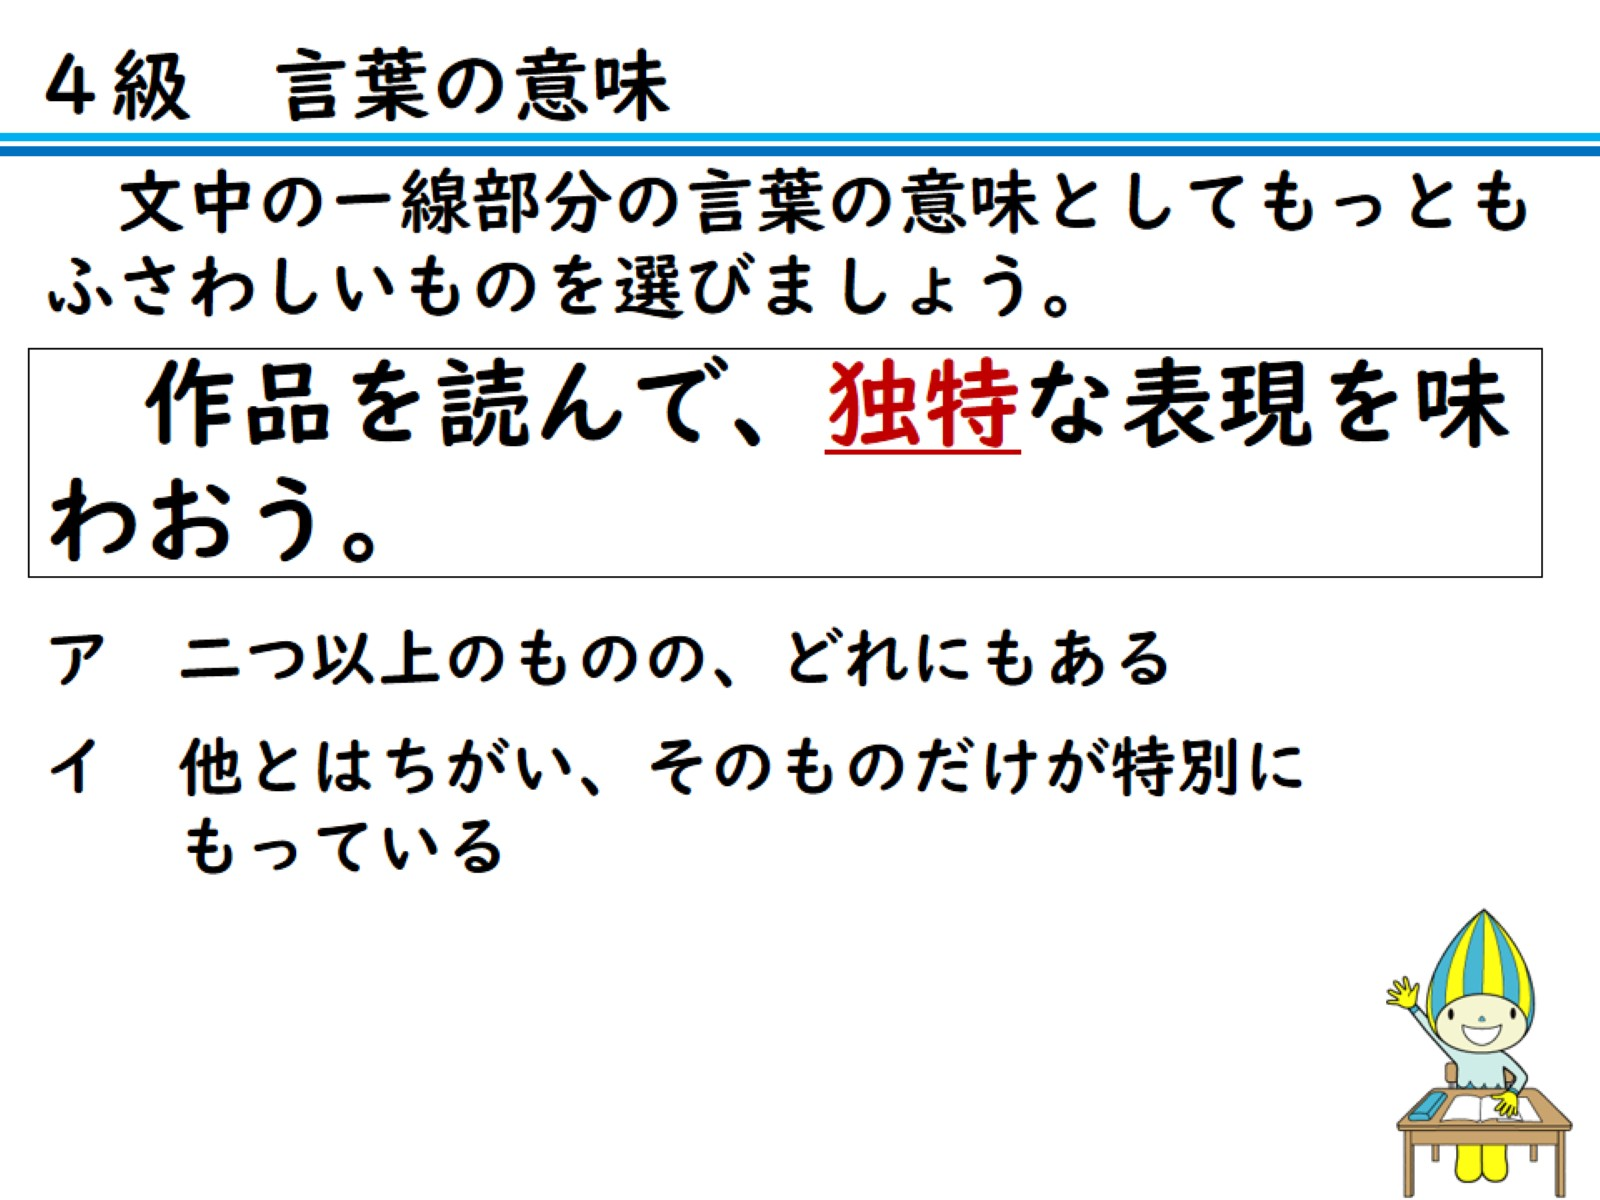 ４級　言葉の意味
文中の一線部分の言葉の意味としてもっとも
ふさわしいものを選びましょう。
作品を読んで、独特な表現を味
わおう。
ア　二つ以上のものの、どれにもある
イ　他とはちがい、そのものだけが特別に
もっている